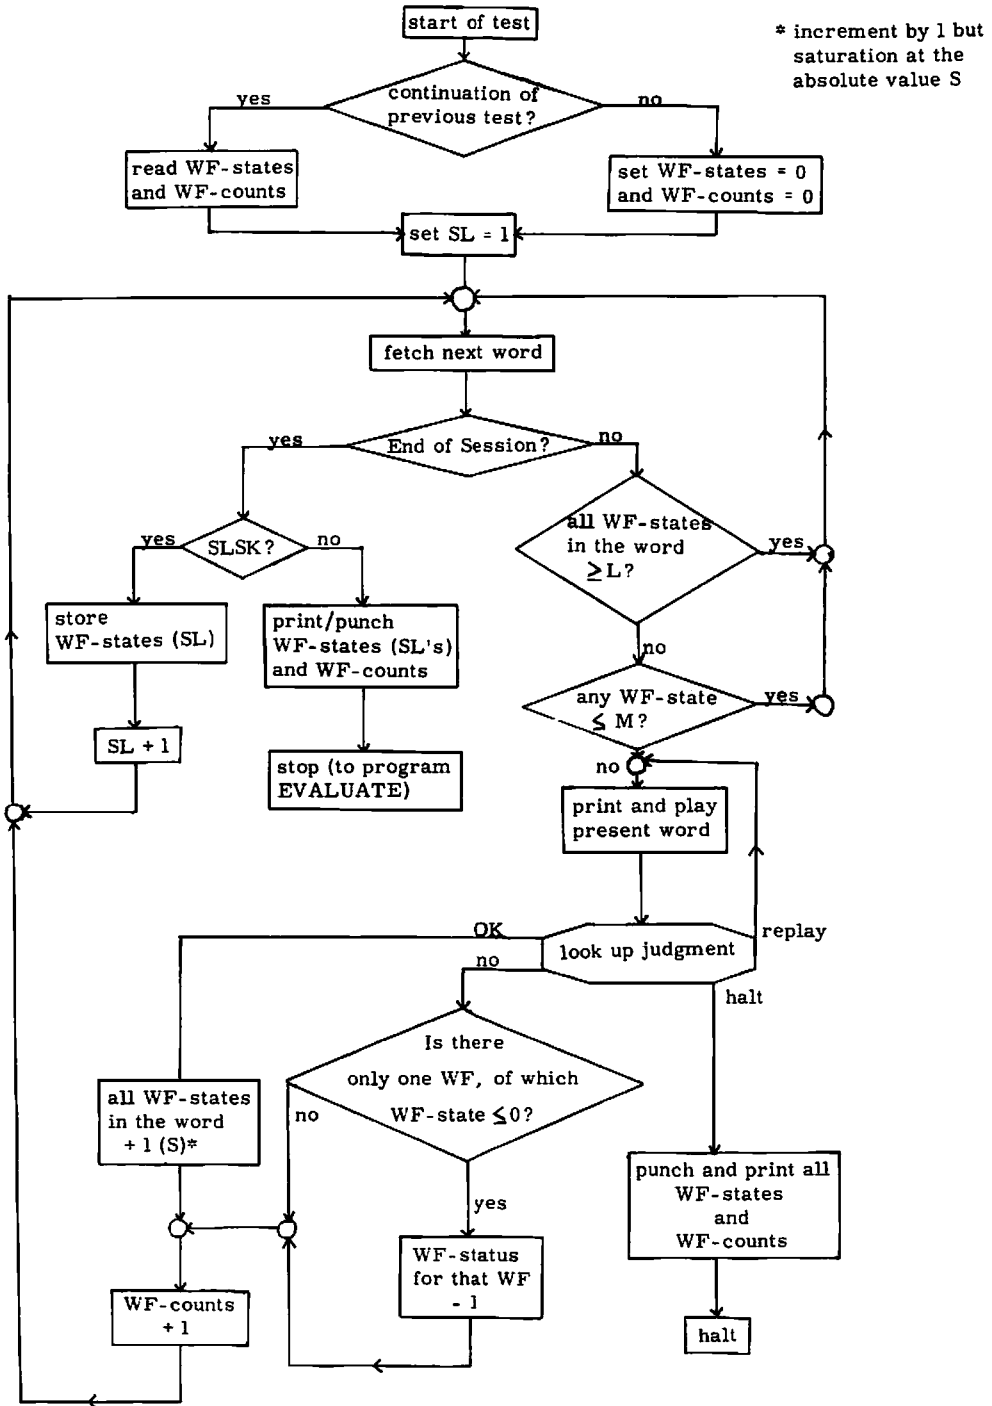 start of test
* increment by 1 but
saturation at the
absolute value S
continuation of
previous test?
yes
no
read WF-states
and WF-counts
set WF-states = 0
and WF-counts = 0
set SL = 1
fetch next word
End of Session?
yes
no
all WF-states
in the word
≥L?
yes
no
SLSK?
yes
no
store
WF-states (SL)
print/punch
WF-states (SL's)
and WF-counts
any WF-state
≤ M?
yes
no
SL + 1
stop (to program
EVALUATE)
print and play
present word
look up judgment
OK
no
replay
halt
Is there
only one WF, of which
WF-state ≤0?
no
yes
all WF-states
in the word
+ 1 (S)*
punch and print all
WF-states
and
WF-counts
WF-status
for that WF
- 1
WF-counts
+ 1
halt